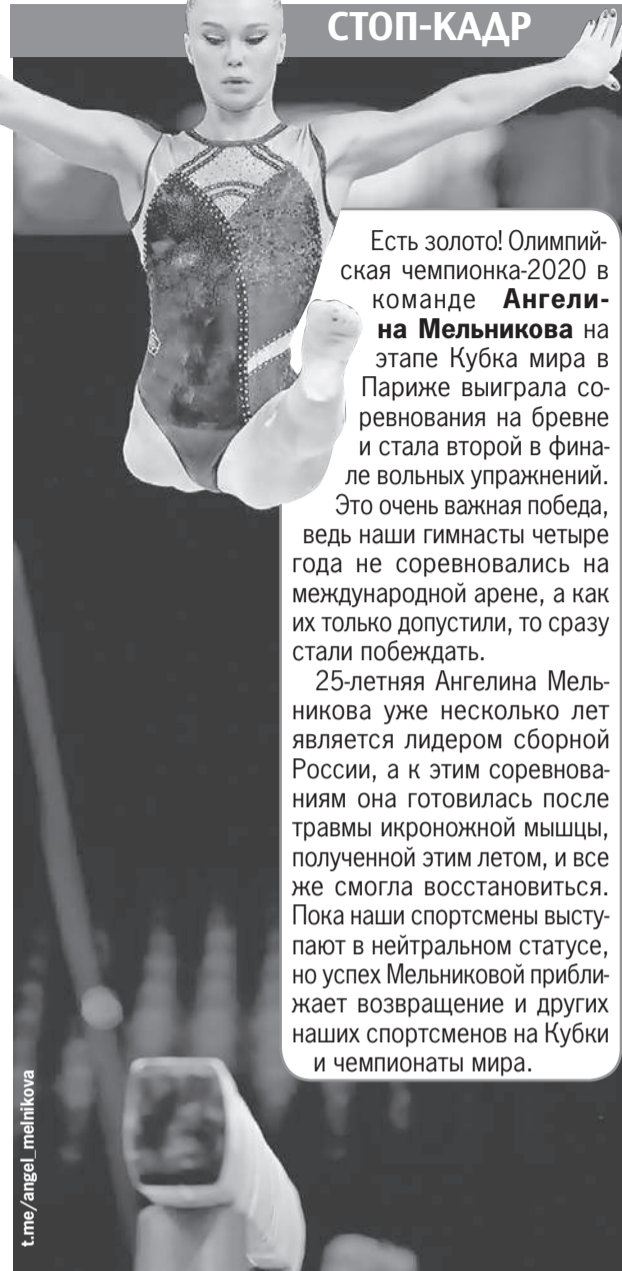 СТОП-КАДР
Есть золото! Олимпий-
ская чемпионка-2020 в
команде Ангели-
на Мельникова на
этапе Кубка мира в
Париже выиграла со-
ревнования на бревне
и стала второй в фина-
ле вольных упражнений.
Это очень важная победа,
ведь наши гимнасты четыре
года не соревновались на
международной арене, а как
их только допустили, то сразу
стали побеждать.
25-летняя Ангелина Мель-
никова уже несколько лет
является лидером сборной
России, а к этим соревнова-
ниям она готовилась после
травмы икроножной мышцы,
полученной этим летом, и все
же смогла восстановиться.
Пока наши спортсмены высту-
пают в нейтральном статусе,
но успех Мельниковой прибли-
жает возвращение и других
наших спортсменов на Кубки
и чемпионаты мира.
t.me/angel_melnikova